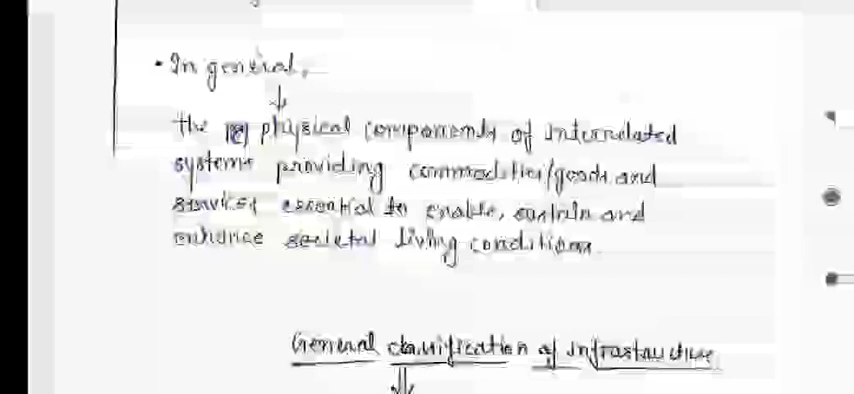 • In general,
the physical components of interrelated
systems providing commodities/goods and
services essential to enable, sustain and
enhance societal living conditions.
General classification of infrastructure